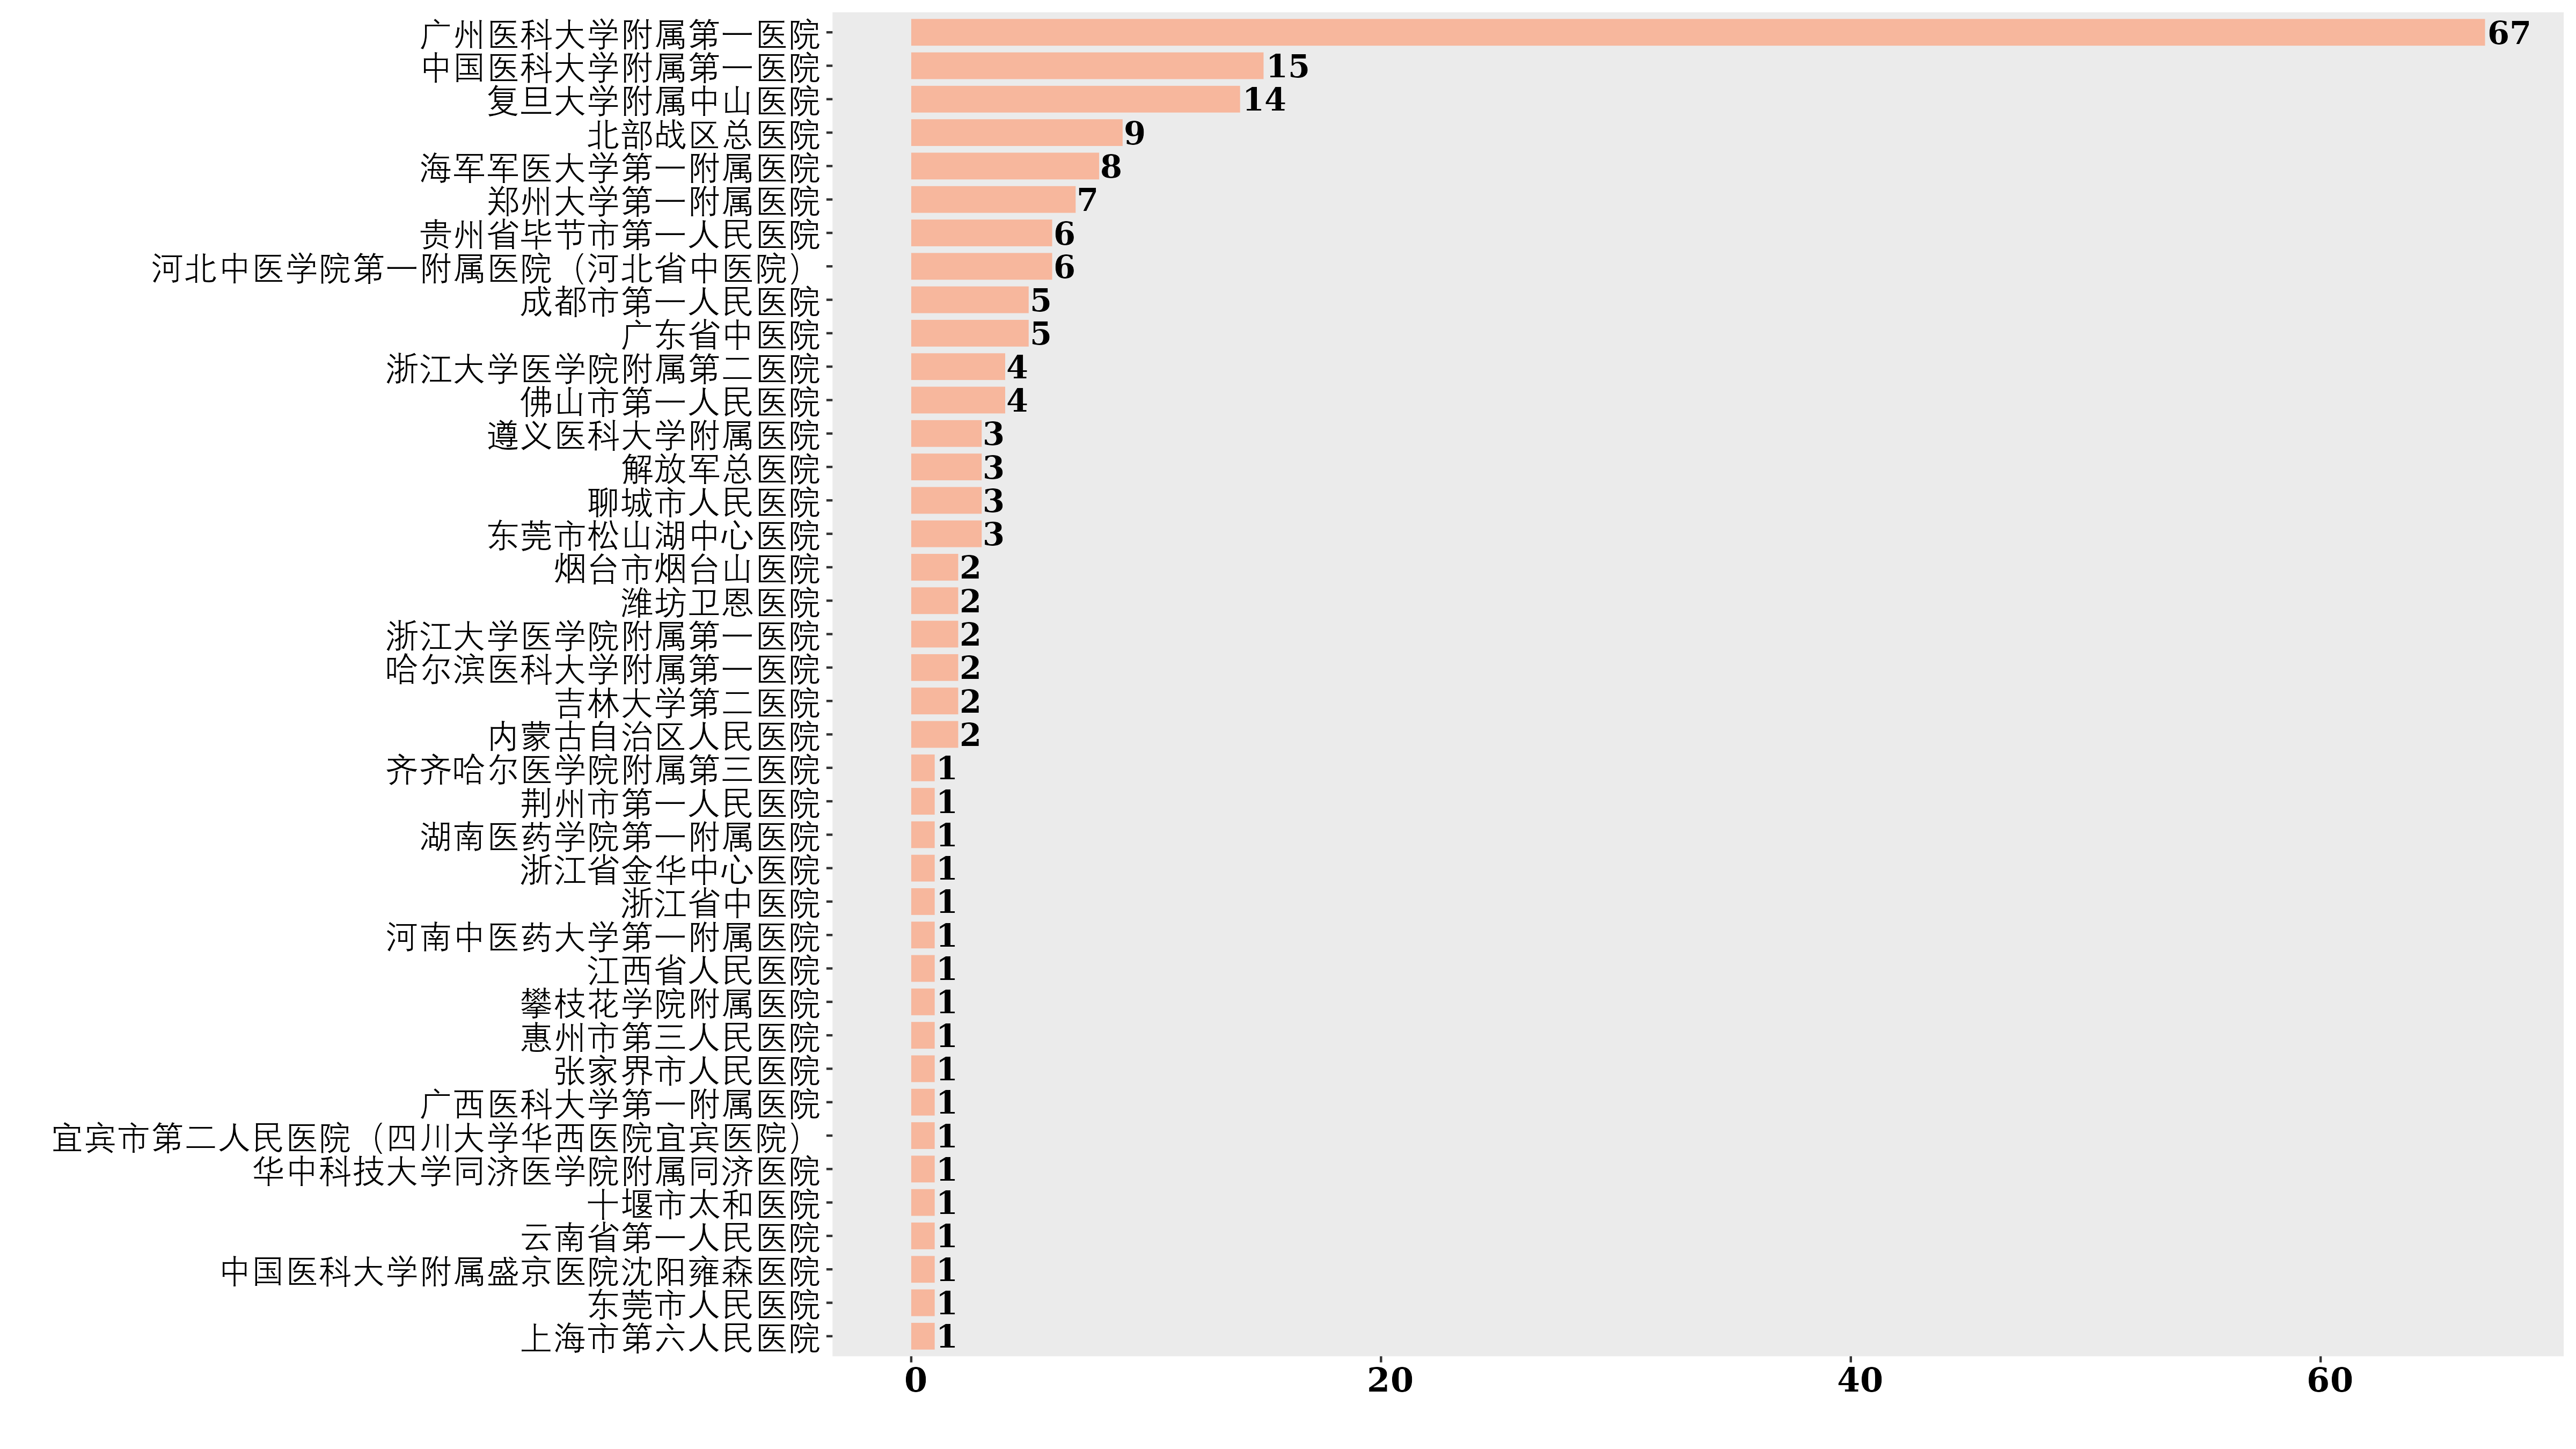 广州医科大学附属第一医院 67
中国医科大学附属第一医院 15
复旦大学附属中山医院 14
北部战区总医院 9
海军军医大学第一附属医院 8
郑州大学第一附属医院 7
贵州省毕节市第一人民医院 6
河北中医学院第一附属医院（河北省中医院） 6
成都市第一人民医院 5
广东省中医院 5
浙江大学医学院附属第二医院 4
佛山市第一人民医院 4
遵义医科大学附属医院 3
解放军总医院 3
聊城市人民医院 3
东莞市松山湖中心医院 3
烟台市烟台山医院 2
潍坊卫恩医院 2
浙江大学医学院附属第一医院 2
哈尔滨医科大学附属第一医院 2
吉林大学第二医院 2
内蒙古自治区人民医院 2
齐齐哈尔医学院附属第三医院 1
荆州市第一人民医院 1
湖南医药学院第一附属医院 1
浙江省金华中心医院 1
浙江省中医院 1
河南中医药大学第一附属医院 1
江西省人民医院 1
攀枝花学院附属医院 1
惠州市第三人民医院 1
张家界市人民医院 1
广西医科大学第一附属医院 1
宜宾市第二人民医院（四川大学华西医院宜宾医院） 1
华中科技大学同济医学院附属同济医院 1
十堰市太和医院 1
云南省第一人民医院 1
中国医科大学附属盛京医院沈阳雍森医院 1
东莞市人民医院 1
上海市第六人民医院 1
0 20 40 60